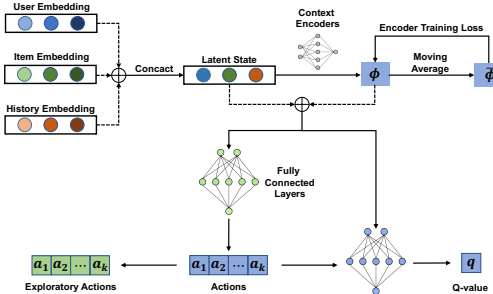 User Embedding
Item Embedding
History Embedding
Concact
Latent State
Context
Encoders
ϕ
Encoder Training Loss
Moving
Average
ϕ̄
Fully
Connected
Layers
a₁ a₂ ... aₖ
Exploratory Actions
a₁ a₂ ... aₖ
Actions
q
Q-value